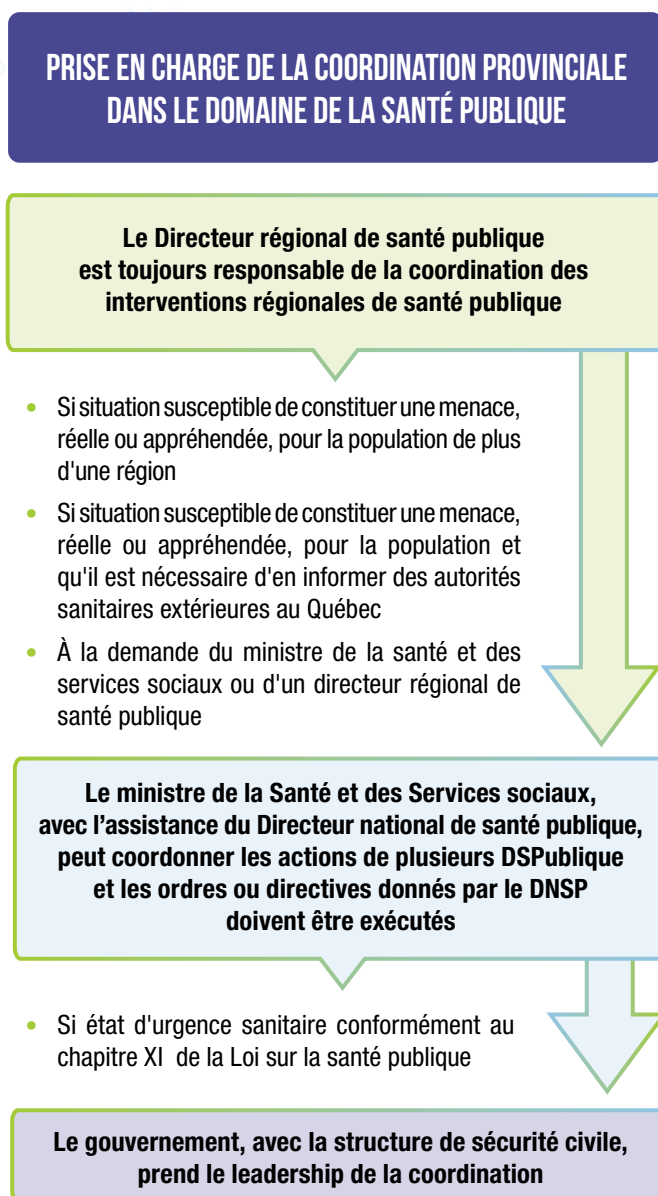 PRISE EN CHARGE DE LA COORDINATION PROVINCIALE
DANS LE DOMAINE DE LA SANTÉ PUBLIQUE
Le Directeur régional de santé publique
est toujours responsable de la coordination des
interventions régionales de santé publique
• Si situation susceptible de constituer une menace,
réelle ou appréhendée, pour la population de plus
d'une région
• Si situation susceptible de constituer une menace,
réelle ou appréhendée, pour la population et
qu'il est nécessaire d'en informer des autorités
sanitaires extérieures au Québec
• À la demande du ministre de la santé et des
services sociaux ou d'un directeur régional de
santé publique
Le ministre de la Santé et des Services sociaux,
avec l’assistance du Directeur national de santé publique,
peut coordonner les actions de plusieurs DSPublique
et les ordres ou directives donnés par le DNSP
doivent être exécutés
• Si état d'urgence sanitaire conformément au
chapitre XI de la Loi sur la santé publique
Le gouvernement, avec la structure de sécurité civile,
prend le leadership de la coordination